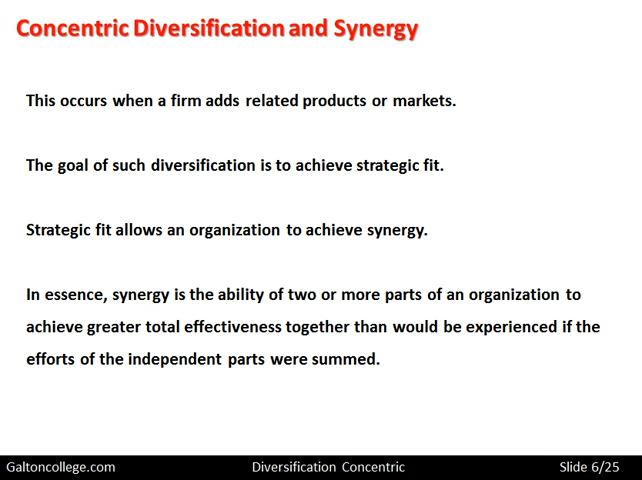 Concentric Diversification and Synergy
This occurs when a firm adds related products or markets.
The goal of such diversification is to achieve strategic fit.
Strategic fit allows an organization to achieve synergy.
In essence, synergy is the ability of two or more parts of an organization to
achieve greater total effectiveness together than would be experienced if the
efforts of the independent parts were summed.
Galtoncollege.com Diversification Concentric Slide 6/25